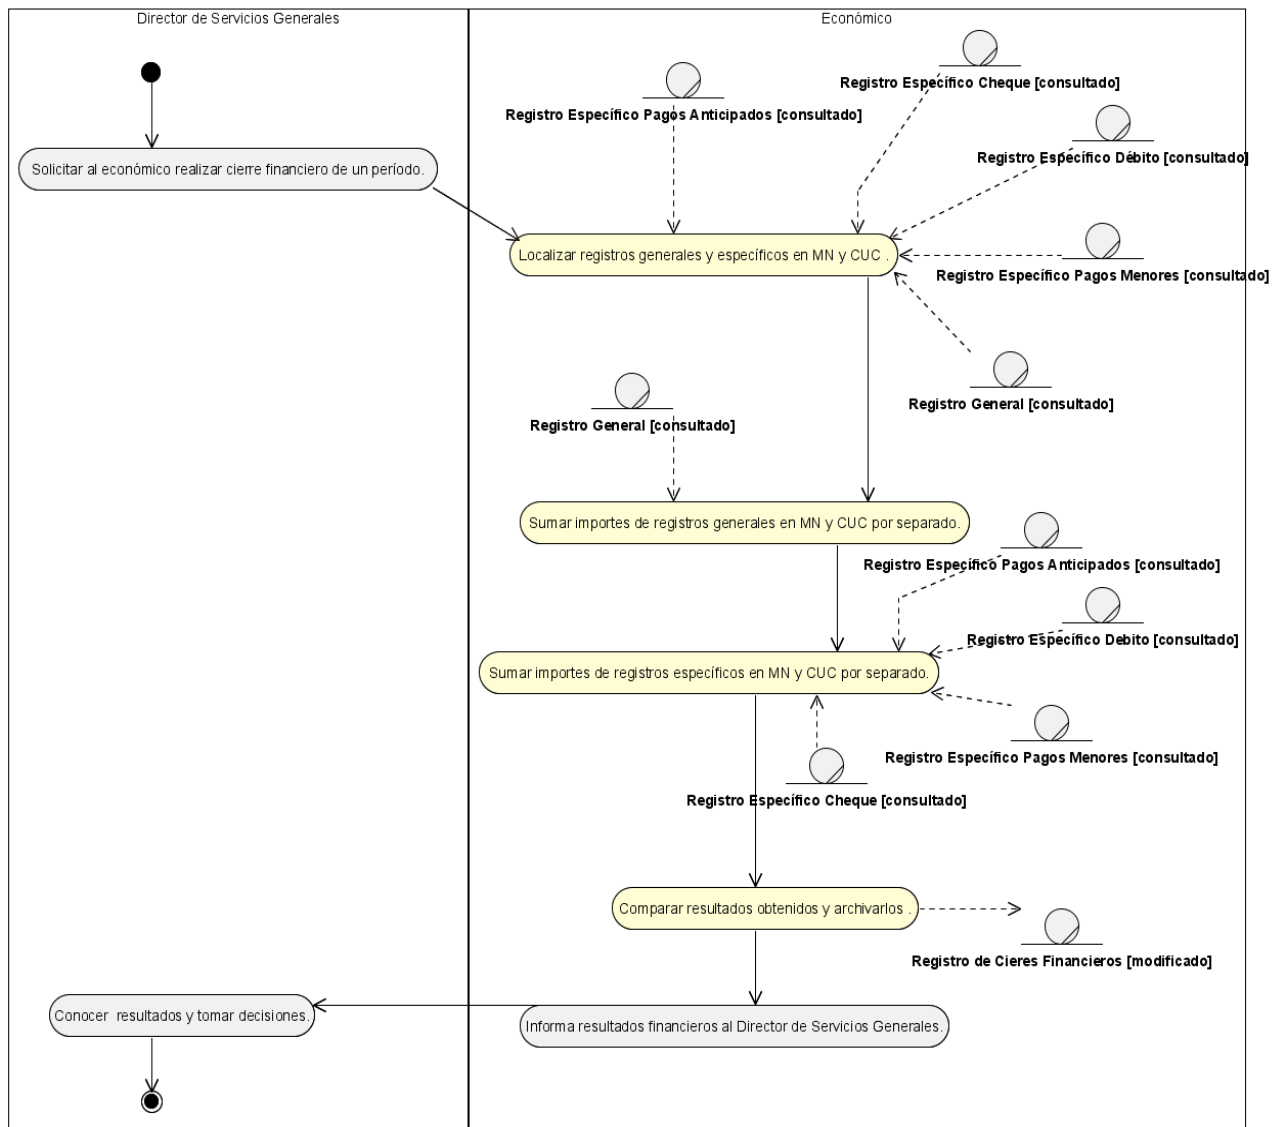 Director de Servicios Generales
Económico
Registro Específico Cheque [consultado]
Registro Específico Pagos Anticipados [consultado]
Registro Específico Débito [consultado]
Solicitar al económico realizar cierre financiero de un período.
Localizar registros generales y específicos en MN y CUC .
Registro Específico Pagos Menores [consultado]
Registro General [consultado]
Registro General [consultado]
Sumar importes de registros generales en MN y CUC por separado.
Registro Específico Pagos Anticipados [consultado]
Registro Específico Debito [consultado]
Sumar importes de registros específicos en MN y CUC por separado.
Registro Específico Pagos Menores [consultado]
Registro Específico Cheque [consultado]
Comparar resultados obtenidos y archivarlos .
Registro de Cieres Financieros [modificado]
Conocer resultados y tomar decisiones.
Informa resultados financieros al Director de Servicios Generales.